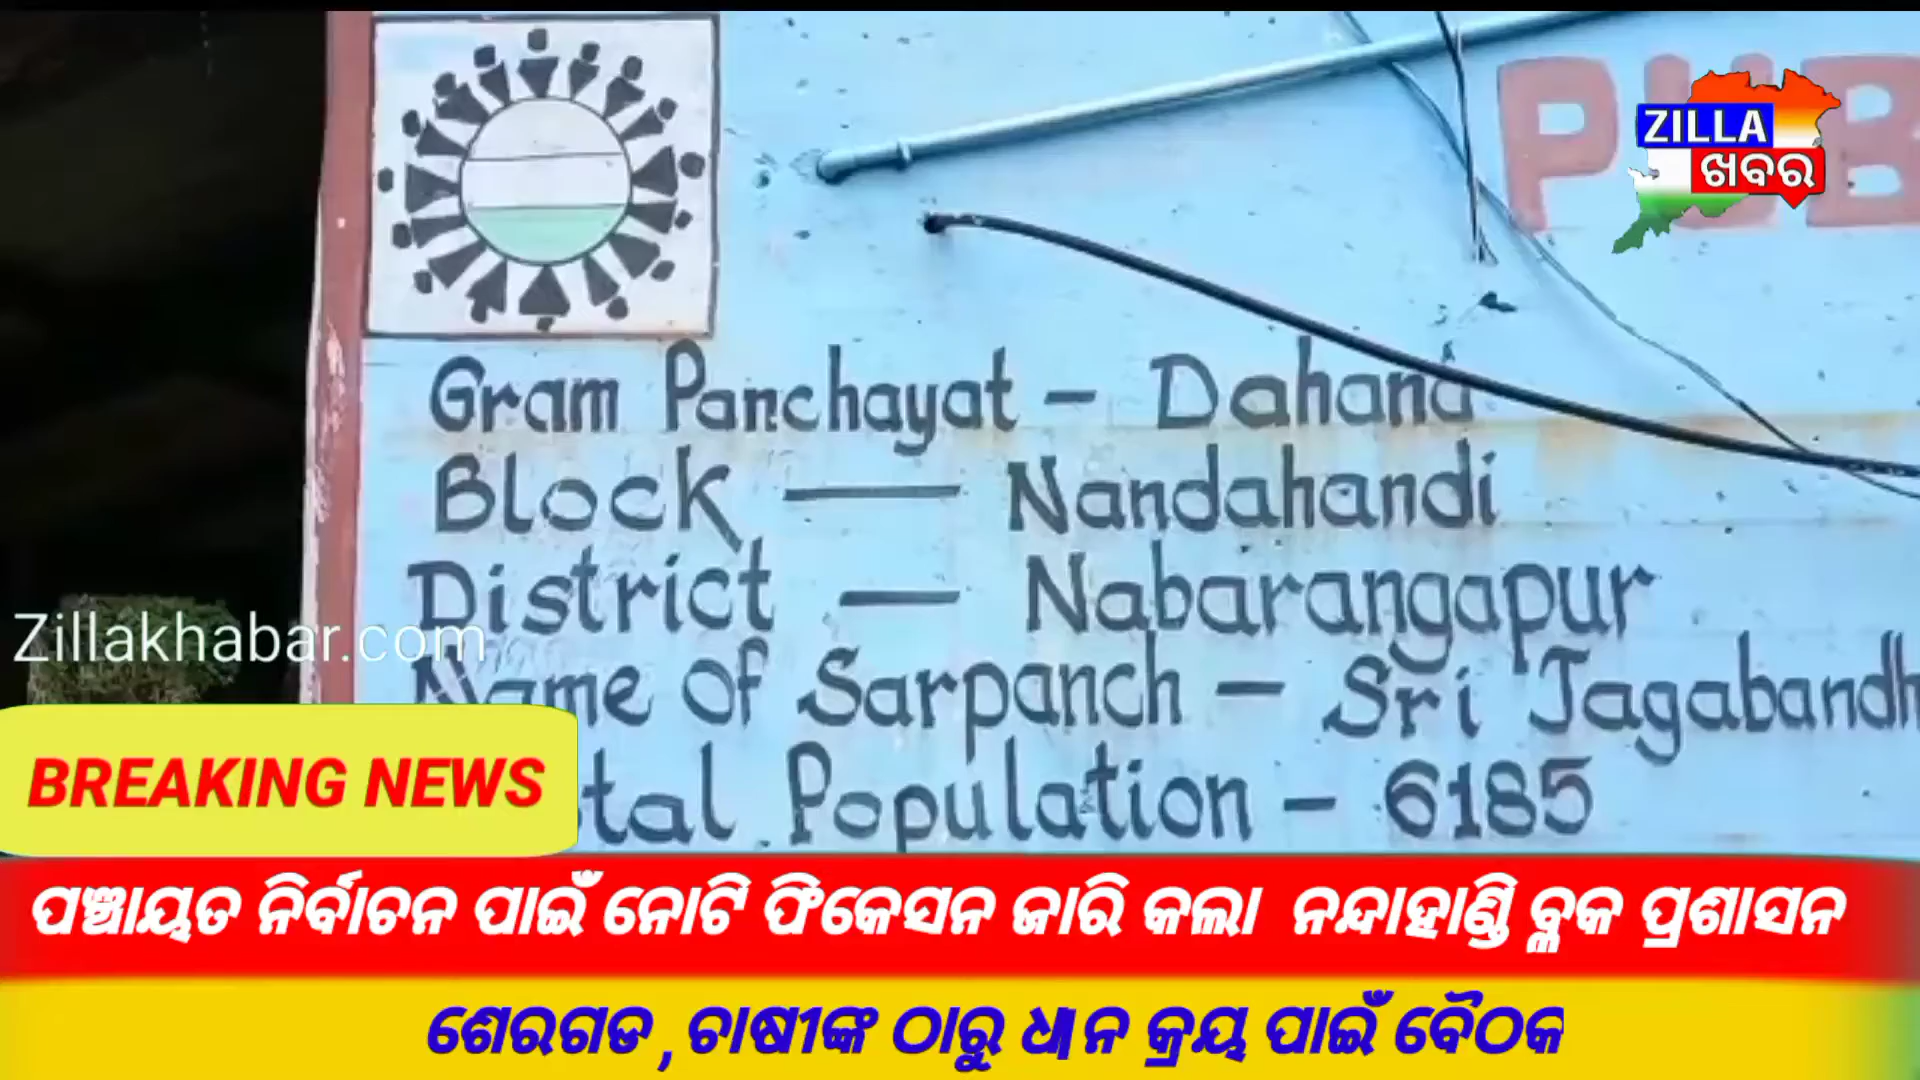 PUB
ZILLA
ଖବର
Gram Panchayat - Dahana
Block - Nandahandi
District - Nabarangapur
Name of Sarpanch - Sri Jagabandh
Total Population - 6185
Zillakhabar.com
BREAKING NEWS
ପଞ୍ଚାୟତ ନିର୍ବାଚନ ପାଇଁ ନୋଟି ଫିକେସନ ଜାରି କଲା ନନ୍ଦାହାଣ୍ଡି ବ୍ଲକ ପ୍ରଶାସନ
ଶେରଗଡ, ଚାଷୀଙ୍କ ଠାରୁ ଧାନ କ୍ରୟ ପାଇଁ ବୈଠକ